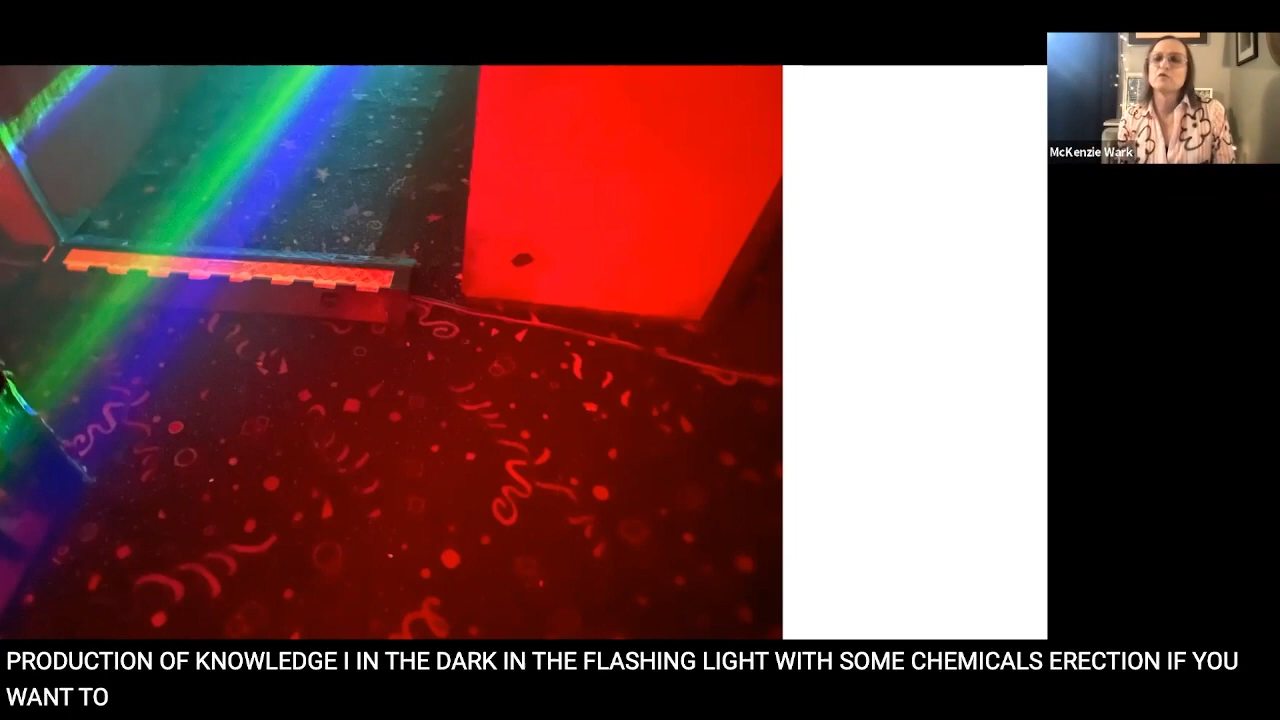 McKenzie Wark
PRODUCTION OF KNOWLEDGE I IN THE DARK IN THE FLASHING LIGHT WITH SOME CHEMICALS ERECTION IF YOU
WANT TO